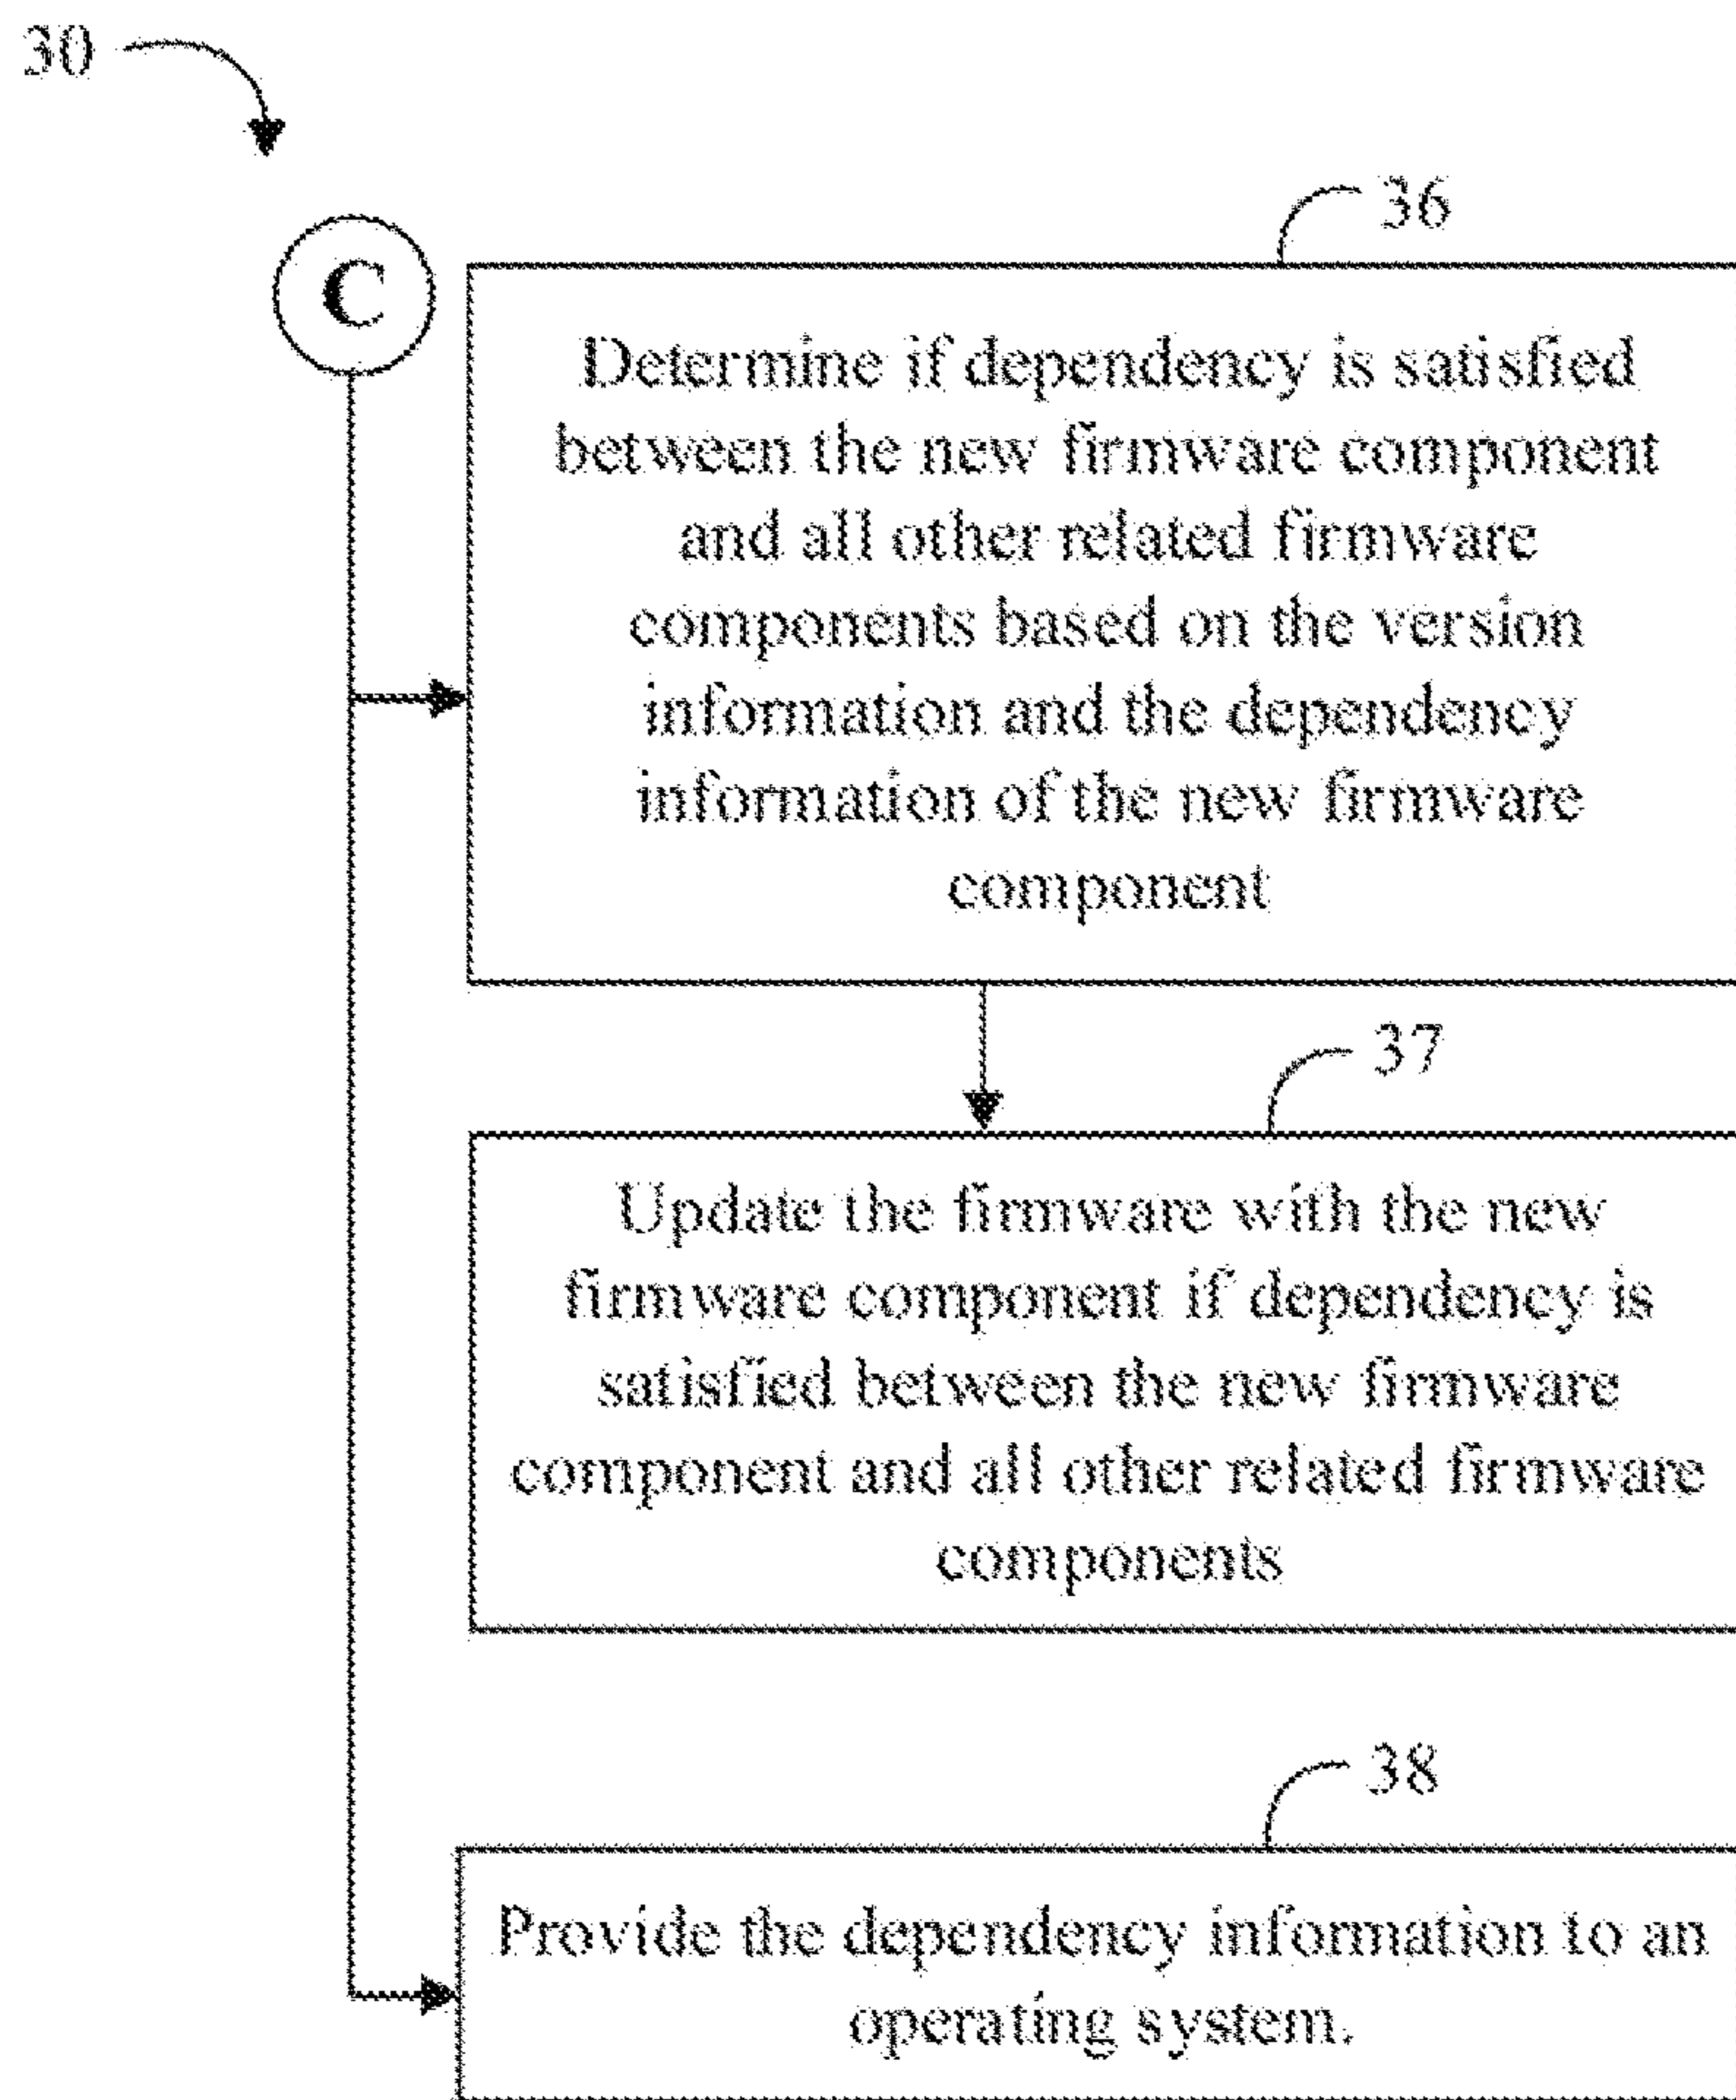 30
36
C
Determine if dependency is satisfied
between the new firmware component
and all other related firmware
components based on the version
information and the dependency
information of the new firmware
component
37
Update the firmware with the new
firmware component if dependency is
satisfied between the new firmware
component and all other related firmware
components
38
Provide the dependency information to an
operating system.